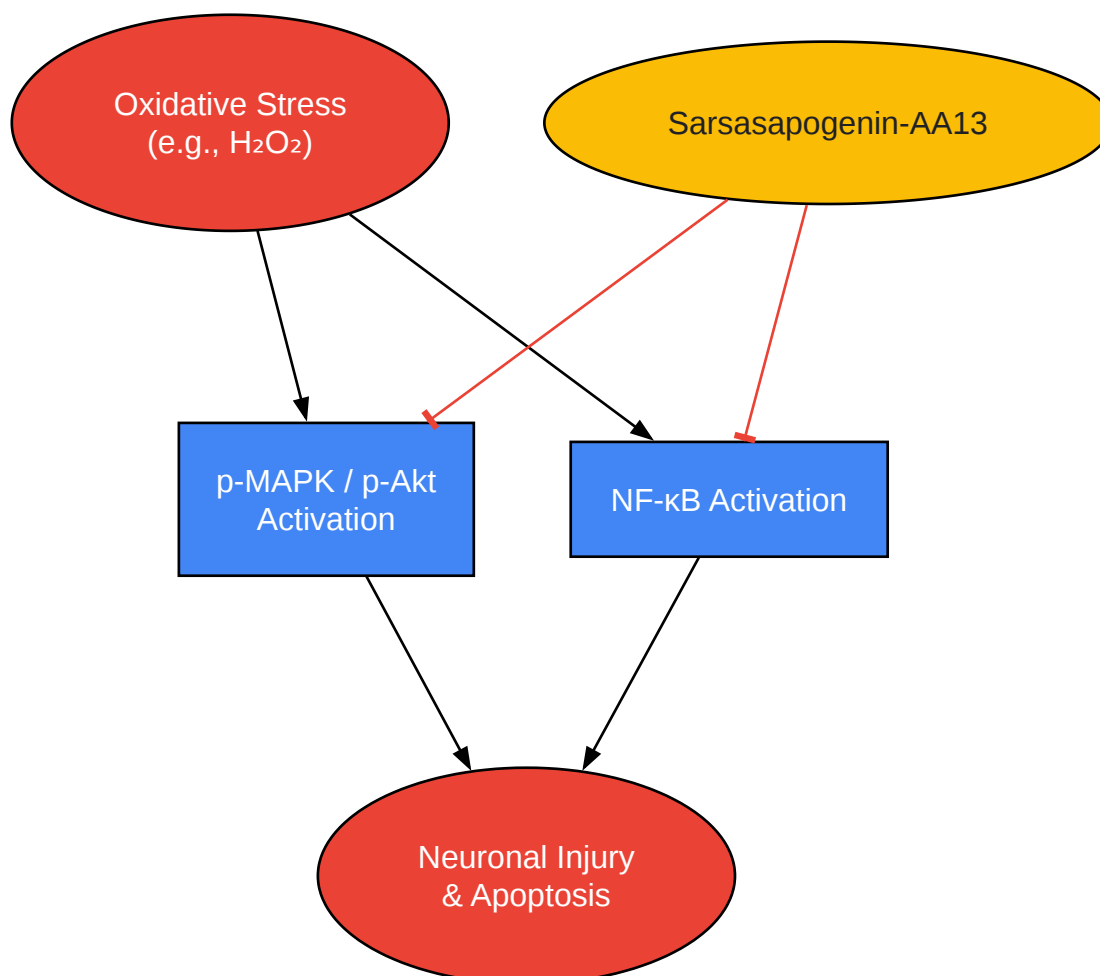 Oxidative Stress
(e.g., H₂O₂)
Sarsasapogenin-AA13
p-MAPK / p-Akt
Activation
NF-κB Activation
Neuronal Injury
& Apoptosis